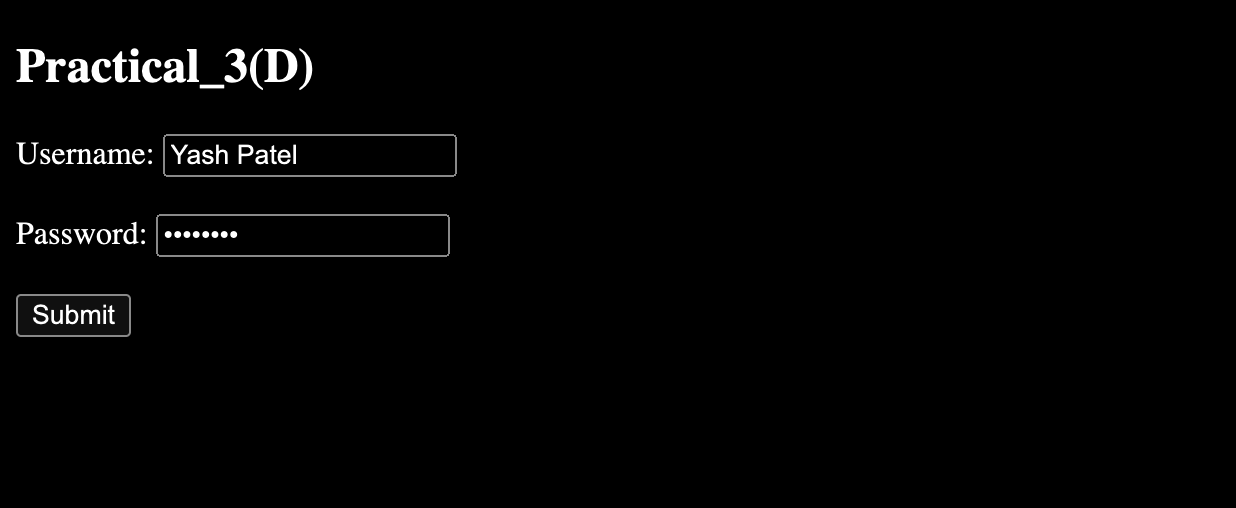 Practical_3(D)
Username: Yash Patel
Password: ••••••••
Submit